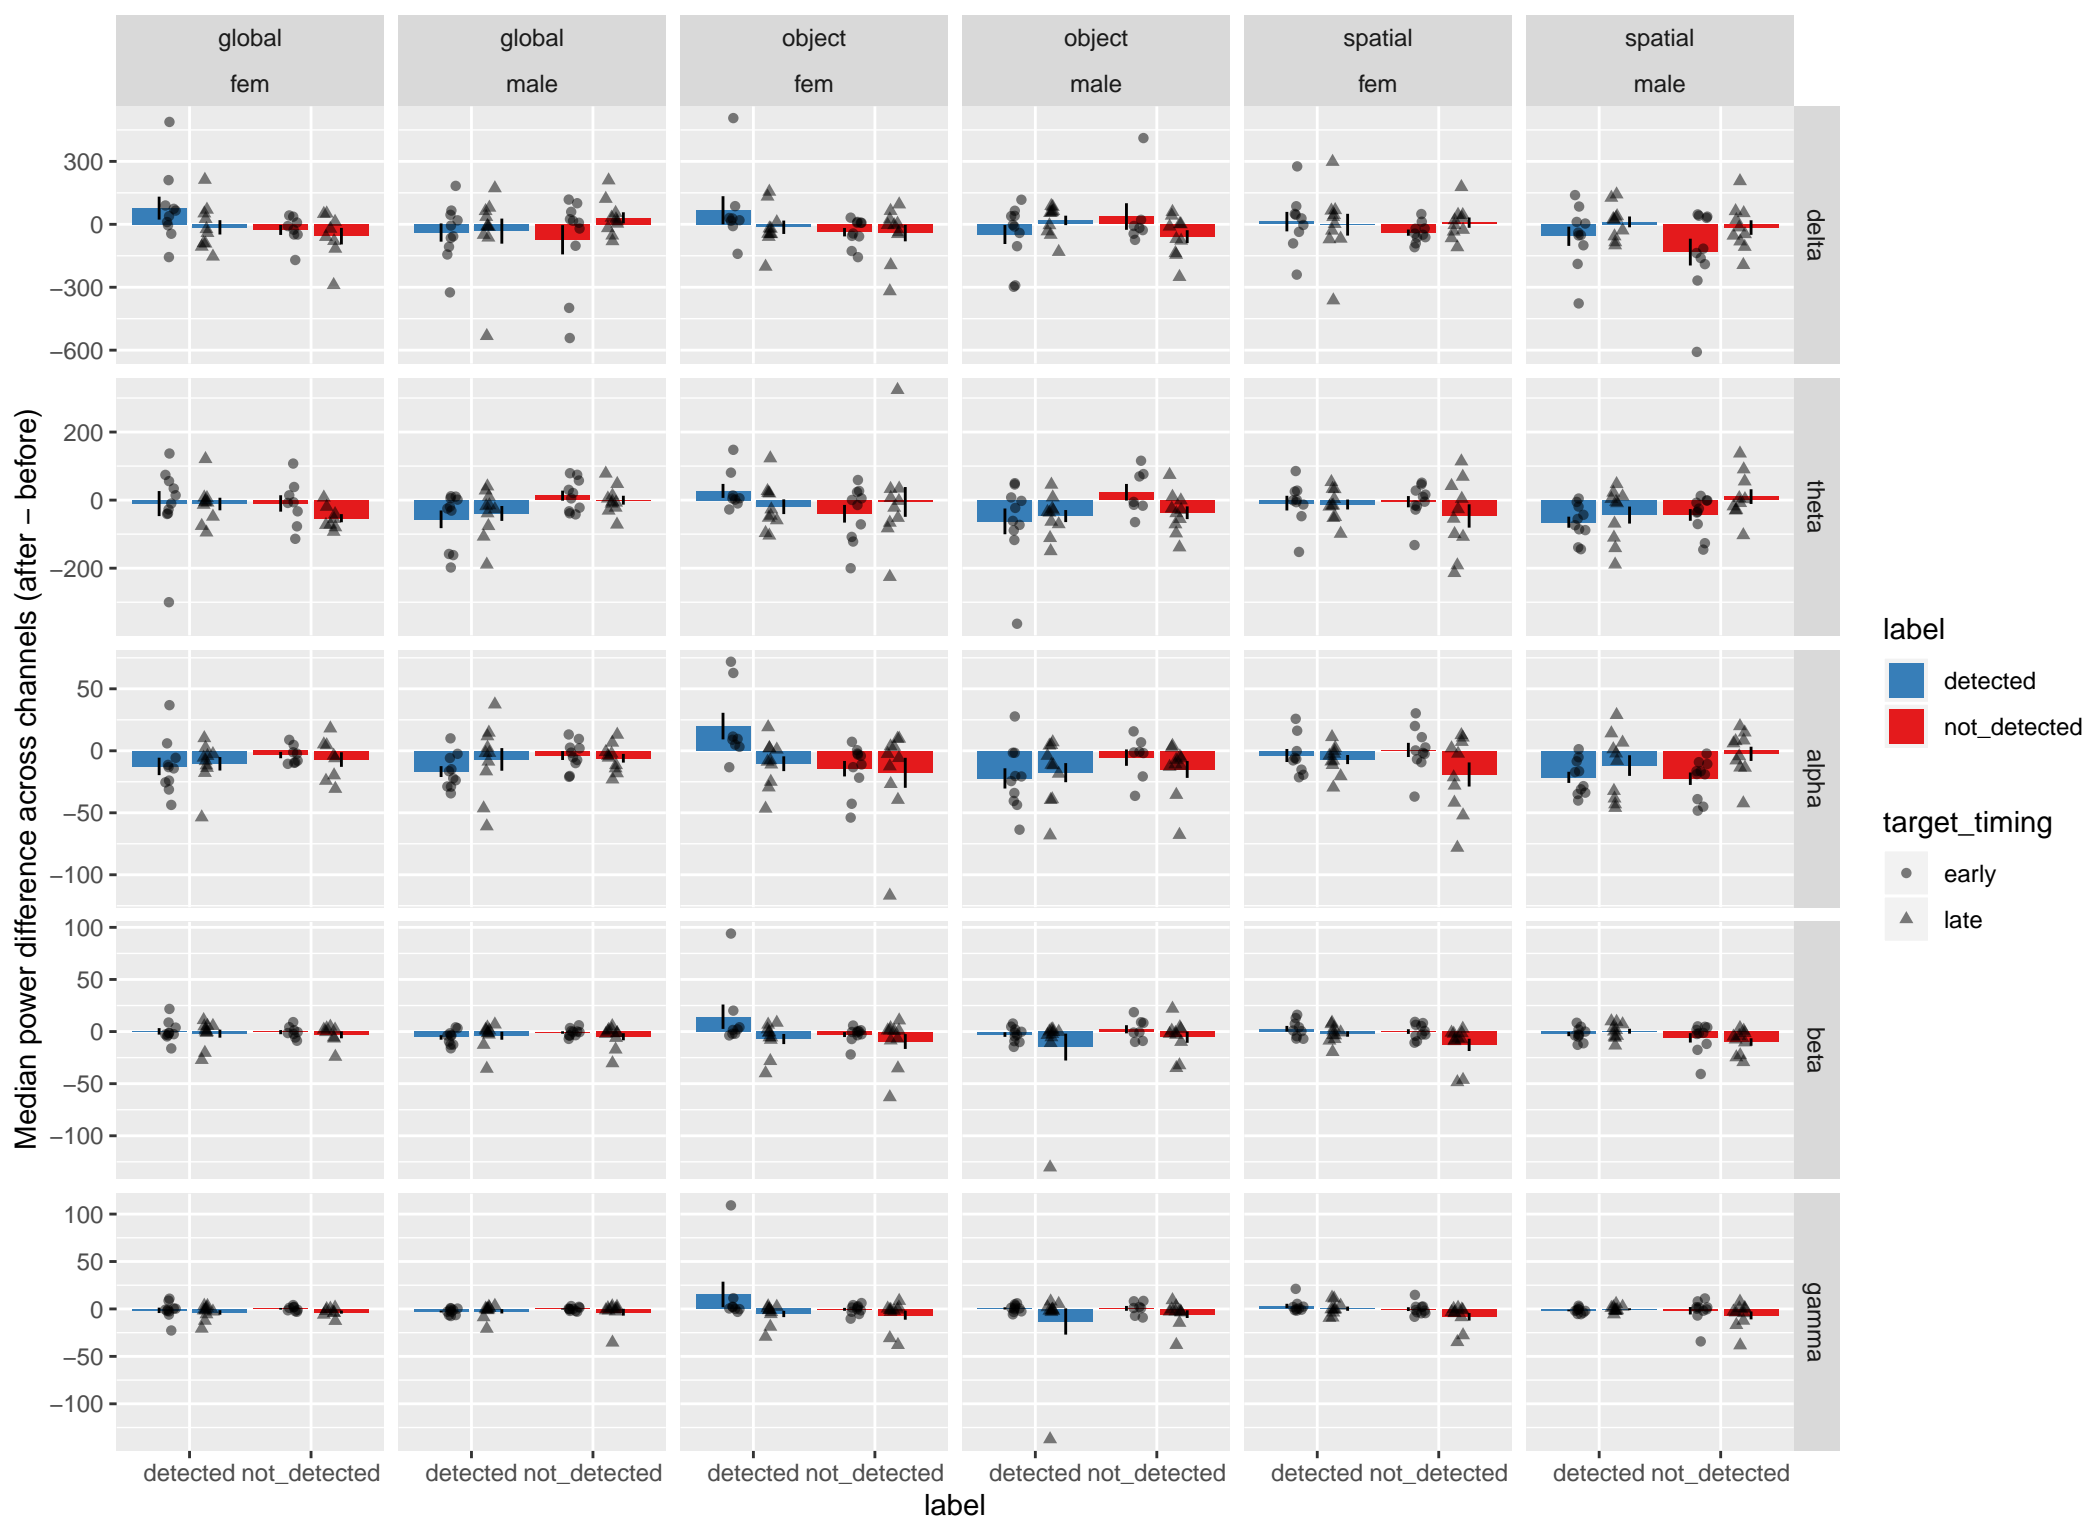 global global object object spatial spatial
fem male fem male fem male
300
0
−300
−600
delta
200
0
−200
theta
50
0
−50
−100
alpha
100
50
0
−50
−100
beta
100
50
0
−50
−100
gamma
detected not_detected detected not_detected detected not_detected detected not_detected detected not_detected detected not_detected
label
Median power difference across channels (after − before)
label
detected
not_detected
target_timing
early
late